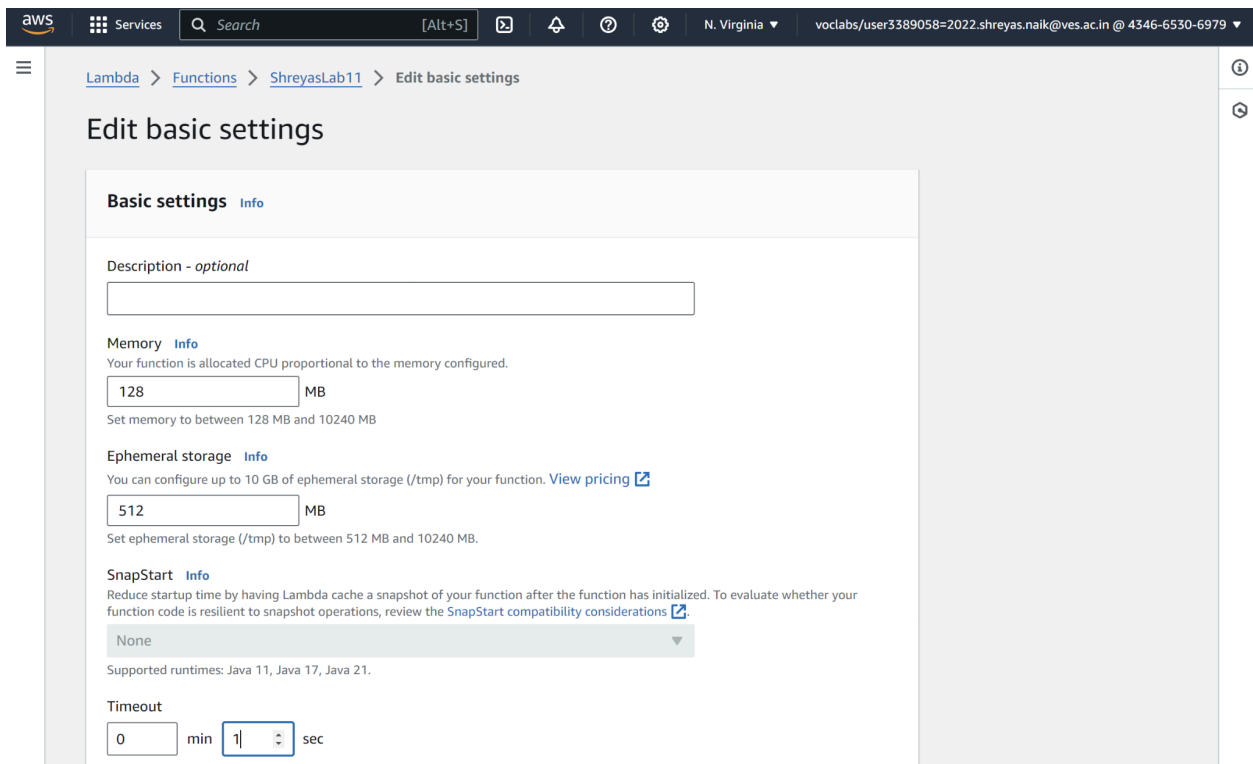 aws Services Search [Alt+S] N. Virginia ▼ voclabs/user3389058=2022.shreyas.naik@ves.ac.in @ 4346-6530-6979 ▼
Lambda > Functions > ShreyasLab11 > Edit basic settings
Edit basic settings
Basic settings Info
Description - optional
Memory Info
Your function is allocated CPU proportional to the memory configured.
128 MB
Set memory to between 128 MB and 10240 MB
Ephemeral storage Info
You can configure up to 10 GB of ephemeral storage (/tmp) for your function. View pricing
512 MB
Set ephemeral storage (/tmp) to between 512 MB and 10240 MB.
SnapStart Info
Reduce startup time by having Lambda cache a snapshot of your function after the function has initialized. To evaluate whether your
function code is resilient to snapshot operations, review the SnapStart compatibility considerations.
None
Supported runtimes: Java 11, Java 17, Java 21.
Timeout
0 min 1 sec